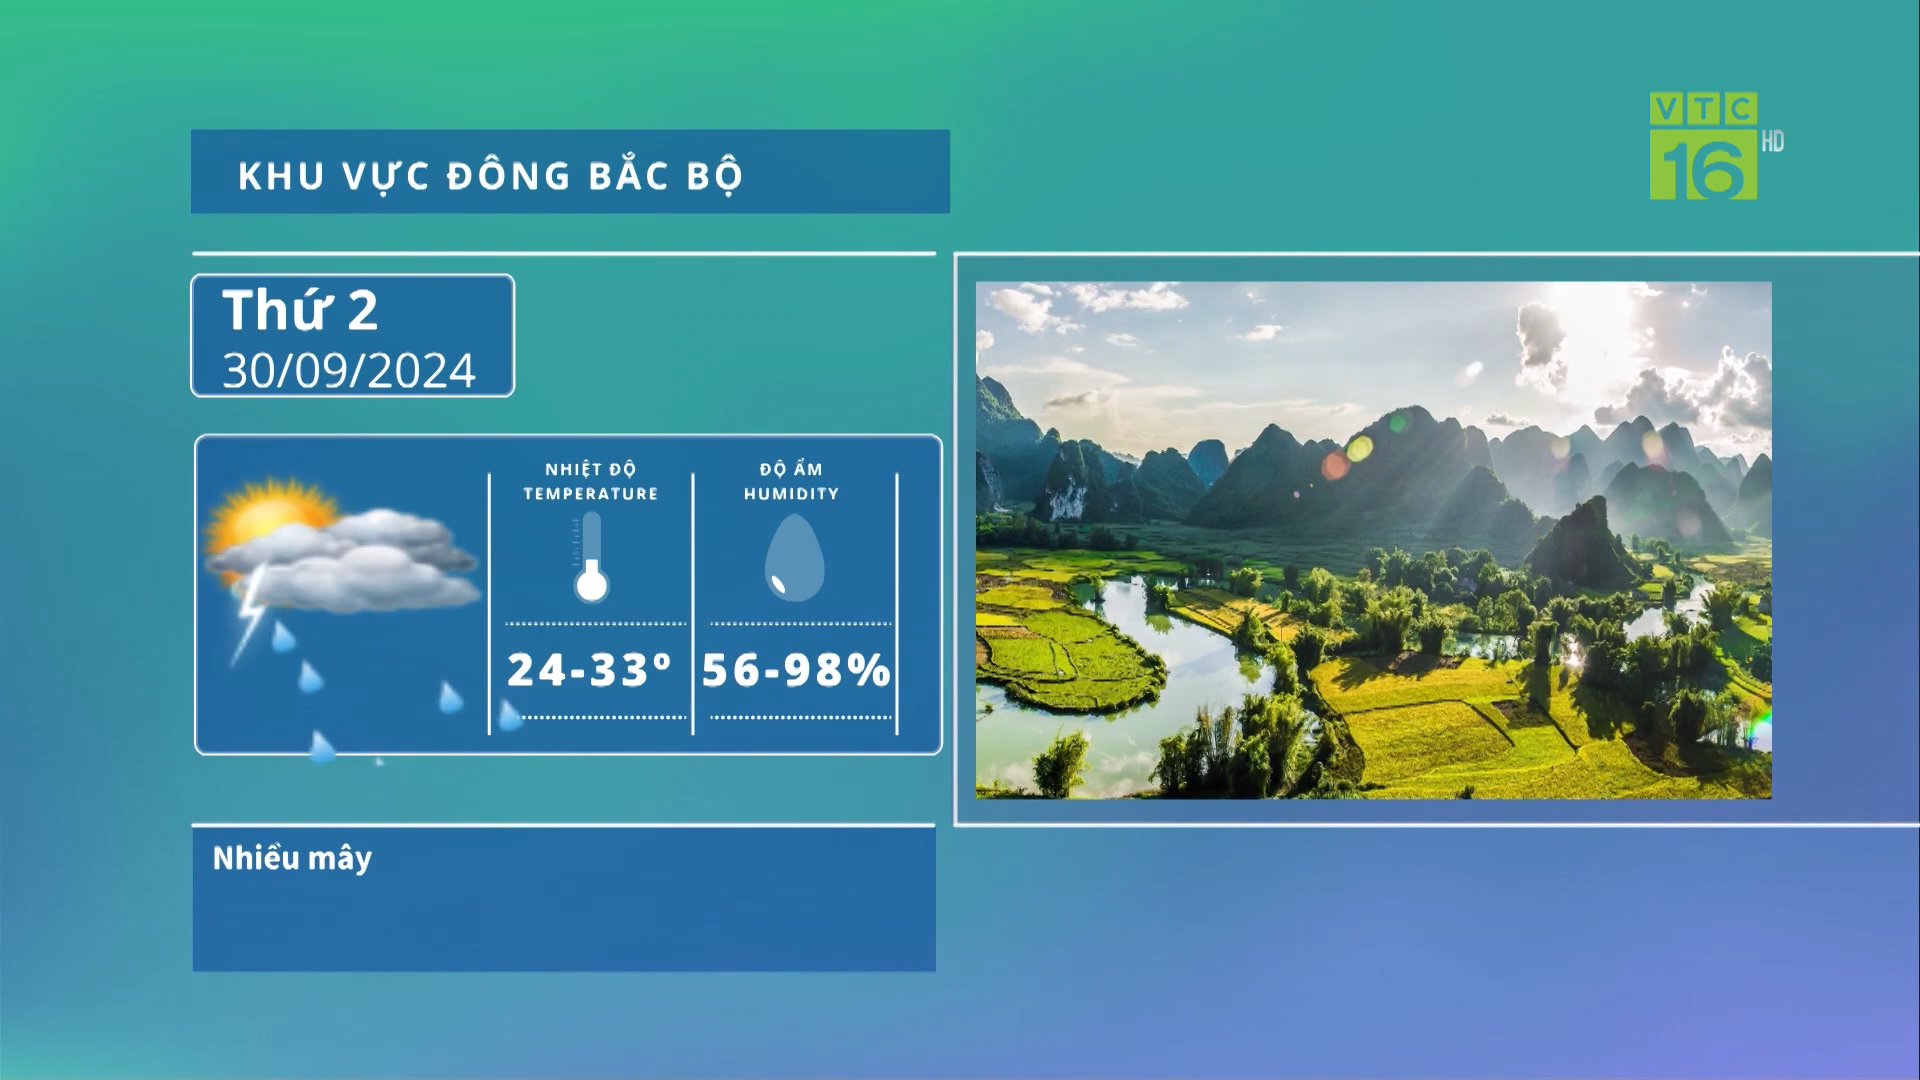 VTC
16 HD
KHU VỰC ĐÔNG BẮC BỘ
Thứ 2
30/09/2024
NHIỆT ĐỘ
TEMPERATURE
24-33º
ĐỘ ẨM
HUMIDITY
56-98%
Nhiều mây